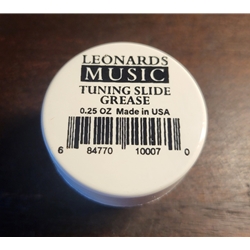 LEONARDS
MUSIC
TUNING SLIDE
GREASE
0.25 OZ Made in USA
6 84770 10007 0